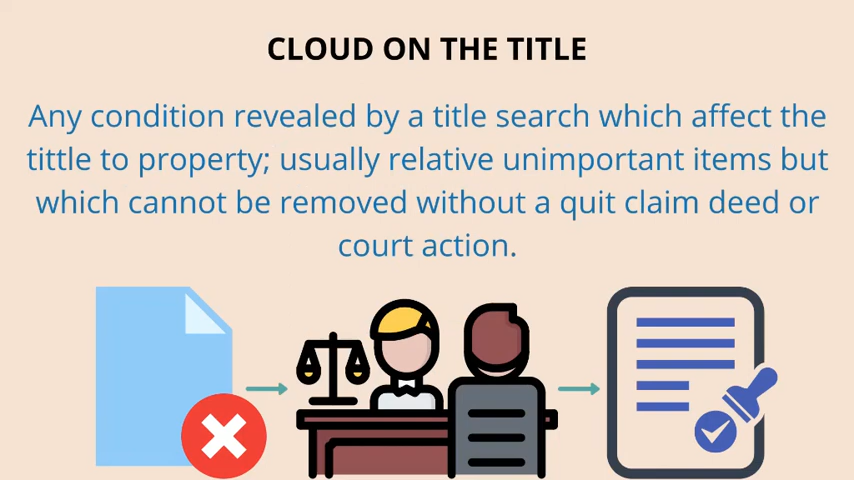 CLOUD ON THE TITLE
Any condition revealed by a title search which affect the
tittle to property; usually relative unimportant items but
which cannot be removed without a quit claim deed or
court action.